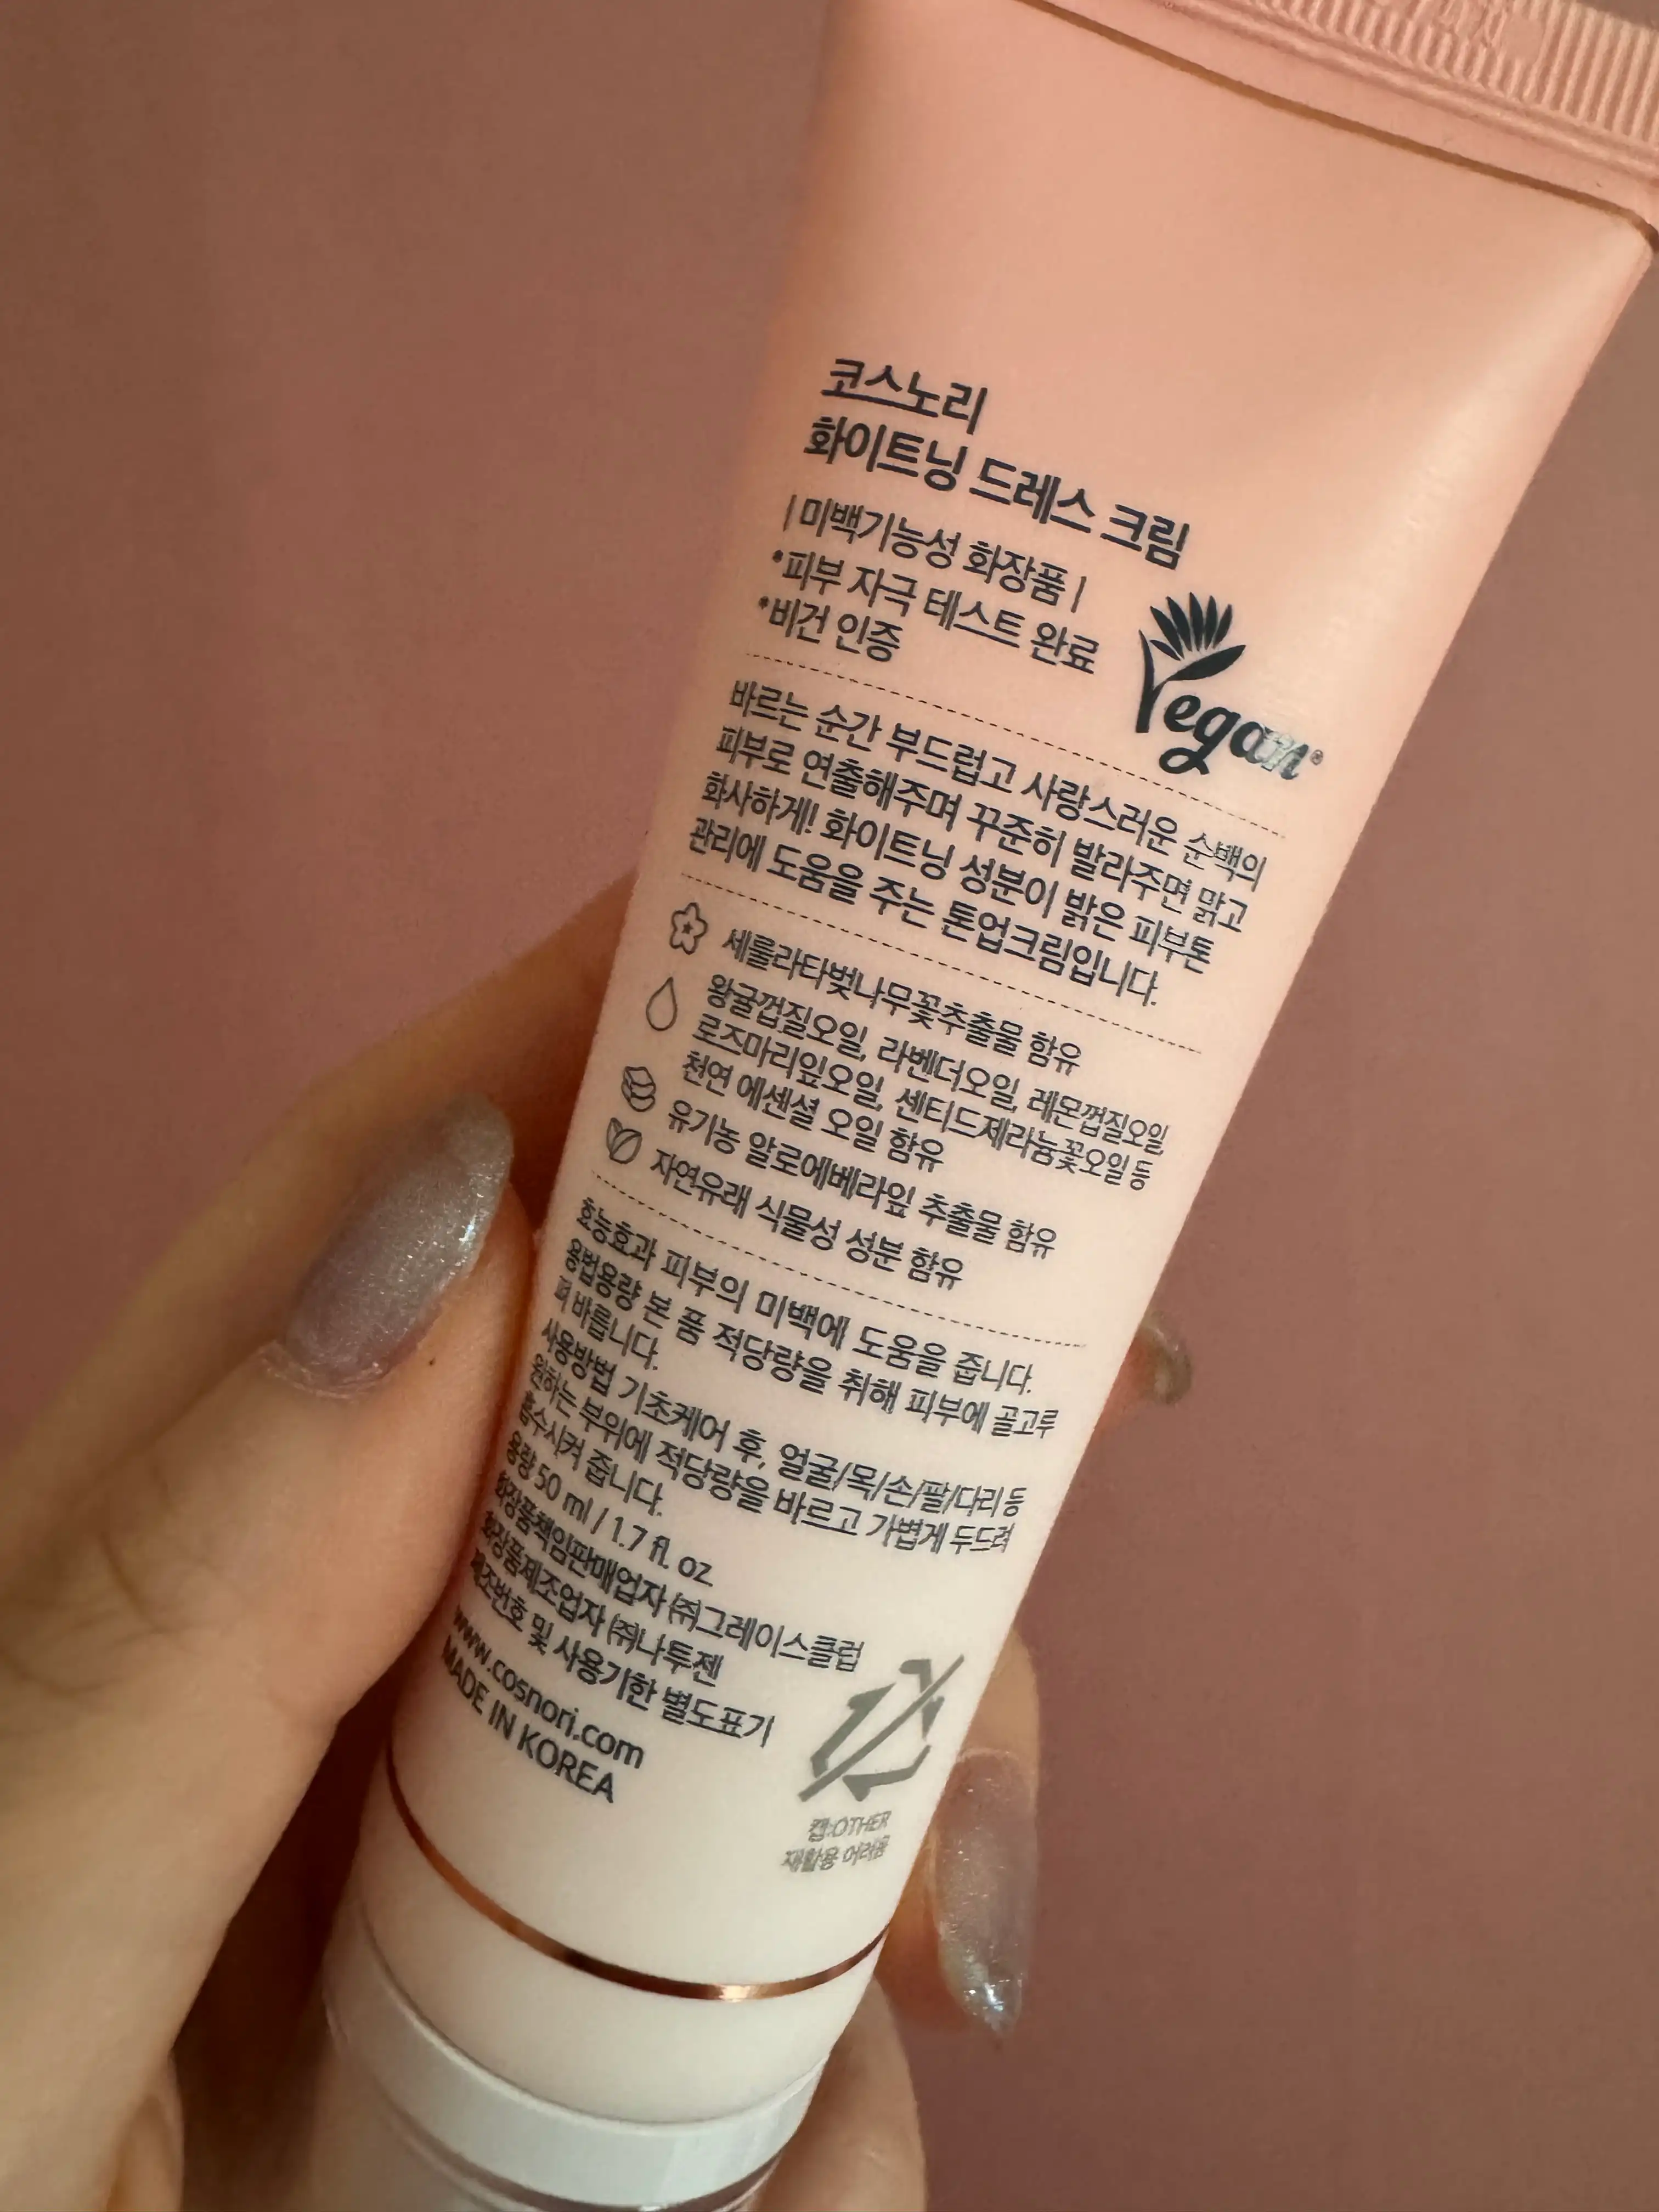 코스노리
화이트닝 드레스 크림
| 미백기능성 화장품 |
*피부 자극 테스트 완료
*비건 인증
Vegan®
바르는 순간 부드럽고 사랑스러운 순백의
피부로 연출해주며 꾸준히 발라주면 맑고
화사하게! 화이트닝 성분이 밝은 피부톤
관리에 도움을 주는 톤업크림입니다.
세룰라타벚나무꽃추출물 함유
왕귤껍질오일, 라벤더오일, 레몬껍질오일,
로즈마리잎오일, 센티드제라늄꽃오일 등
천연 에센셜 오일 함유
유기농 알로에베라잎 추출물 함유
자연유래 식물성 성분 함유
효능효과 피부의 미백에 도움을 줍니다.
용법용량 본 품 적당량을 취해 피부에 골고루
펴 바릅니다.
사용방법 기초케어 후, 얼굴/목/손/팔/다리 등
원하는 부위에 적당량을 바르고 가볍게 두드려
흡수시켜 줍니다.
용량 50 ml / 1.7 fl. oz
화장품책임판매업자 ㈜그레이스클럽
화장품제조업자 ㈜나투젠
제조번호 및 사용기한 별도표기
www.cosnori.com
MADE IN KOREA
캡:OTHER
재활용 어려움